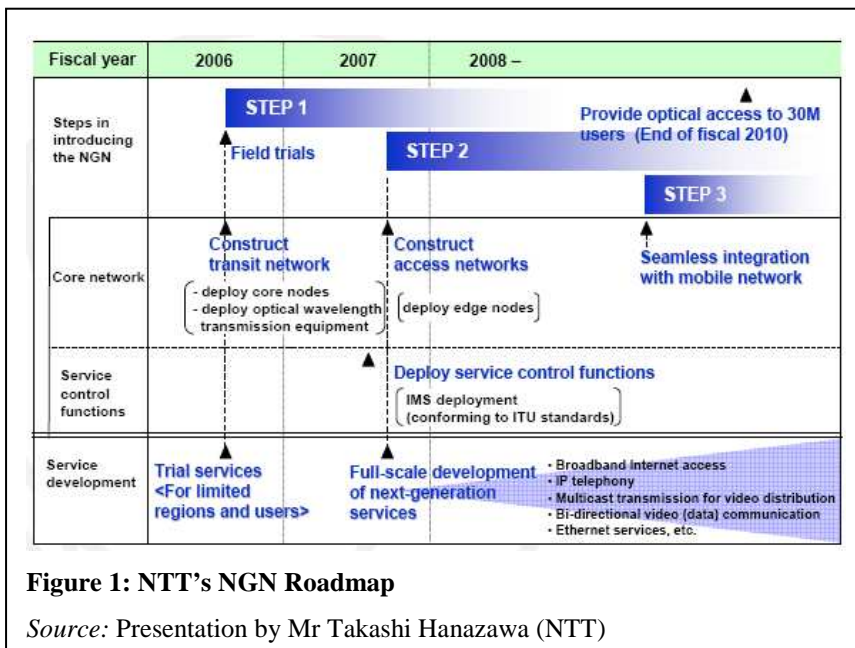 Fiscal year 2006 2007 2008 –
Steps in
introducing
the NGN
STEP 1
Field trials
Provide optical access to 30M
users (End of fiscal 2010)
STEP 2
STEP 3
Core network
Construct
transit network
- deploy core nodes
- deploy optical wavelength
transmission equipment
Construct
access networks
deploy edge nodes
Seamless integration
with mobile network
Service
control
functions
Deploy service control functions
IMS deployment
(conforming to ITU standards)
Service
development
Trial services
<For limited
regions and users>
Full-scale development
of next-generation
services
• Broadband Internet access
• IP telephony
• Multicast transmission for video distribution
• Bi-directional video (data) communication
• Ethernet services, etc.
Figure 1: NTT’s NGN Roadmap
Source: Presentation by Mr Takashi Hanazawa (NTT)